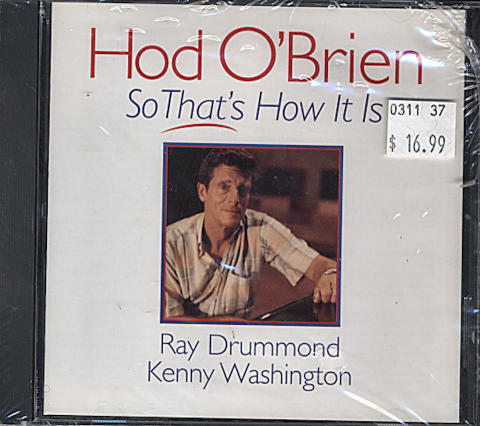 Hod O'Brien
So That's How It Is
0311 37
$ 16.99
Ray Drummond
Kenny Washington